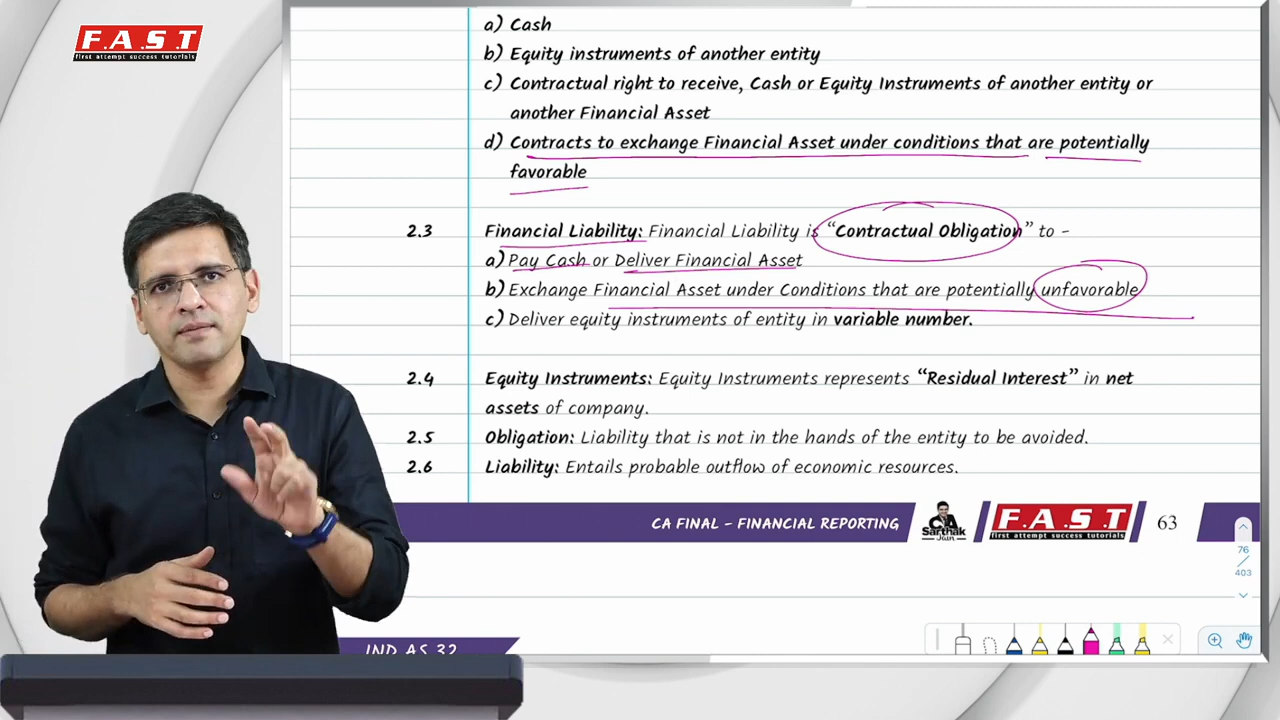 F.A.S.T
first attempt success tutorials
a) Cash
b) Equity instruments of another entity
c) Contractual right to receive, Cash or Equity Instruments of another entity or
another Financial Asset
d) Contracts to exchange Financial Asset under conditions that are potentially
favorable
2.3 Financial Liability: Financial Liability is “Contractual Obligation” to -
a) Pay Cash or Deliver Financial Asset
b) Exchange Financial Asset under Conditions that are potentially unfavorable
c) Deliver equity instruments of entity in variable number.
2.4 Equity Instruments: Equity Instruments represents “Residual Interest” in net
assets of company.
2.5 Obligation: Liability that is not in the hands of the entity to be avoided.
2.6 Liability: Entails probable outflow of economic resources.
CA FINAL - FINANCIAL REPORTING
CA
Sarthak
Jain
F.A.S.T
first attempt success tutorials
63
76
/
403
IND AS 32